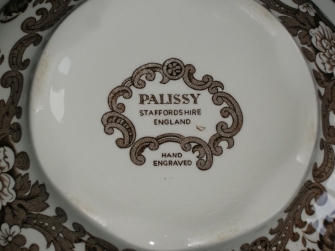 PALISSY
STAFFORDSHIRE
ENGLAND
HAND
ENGRAVED